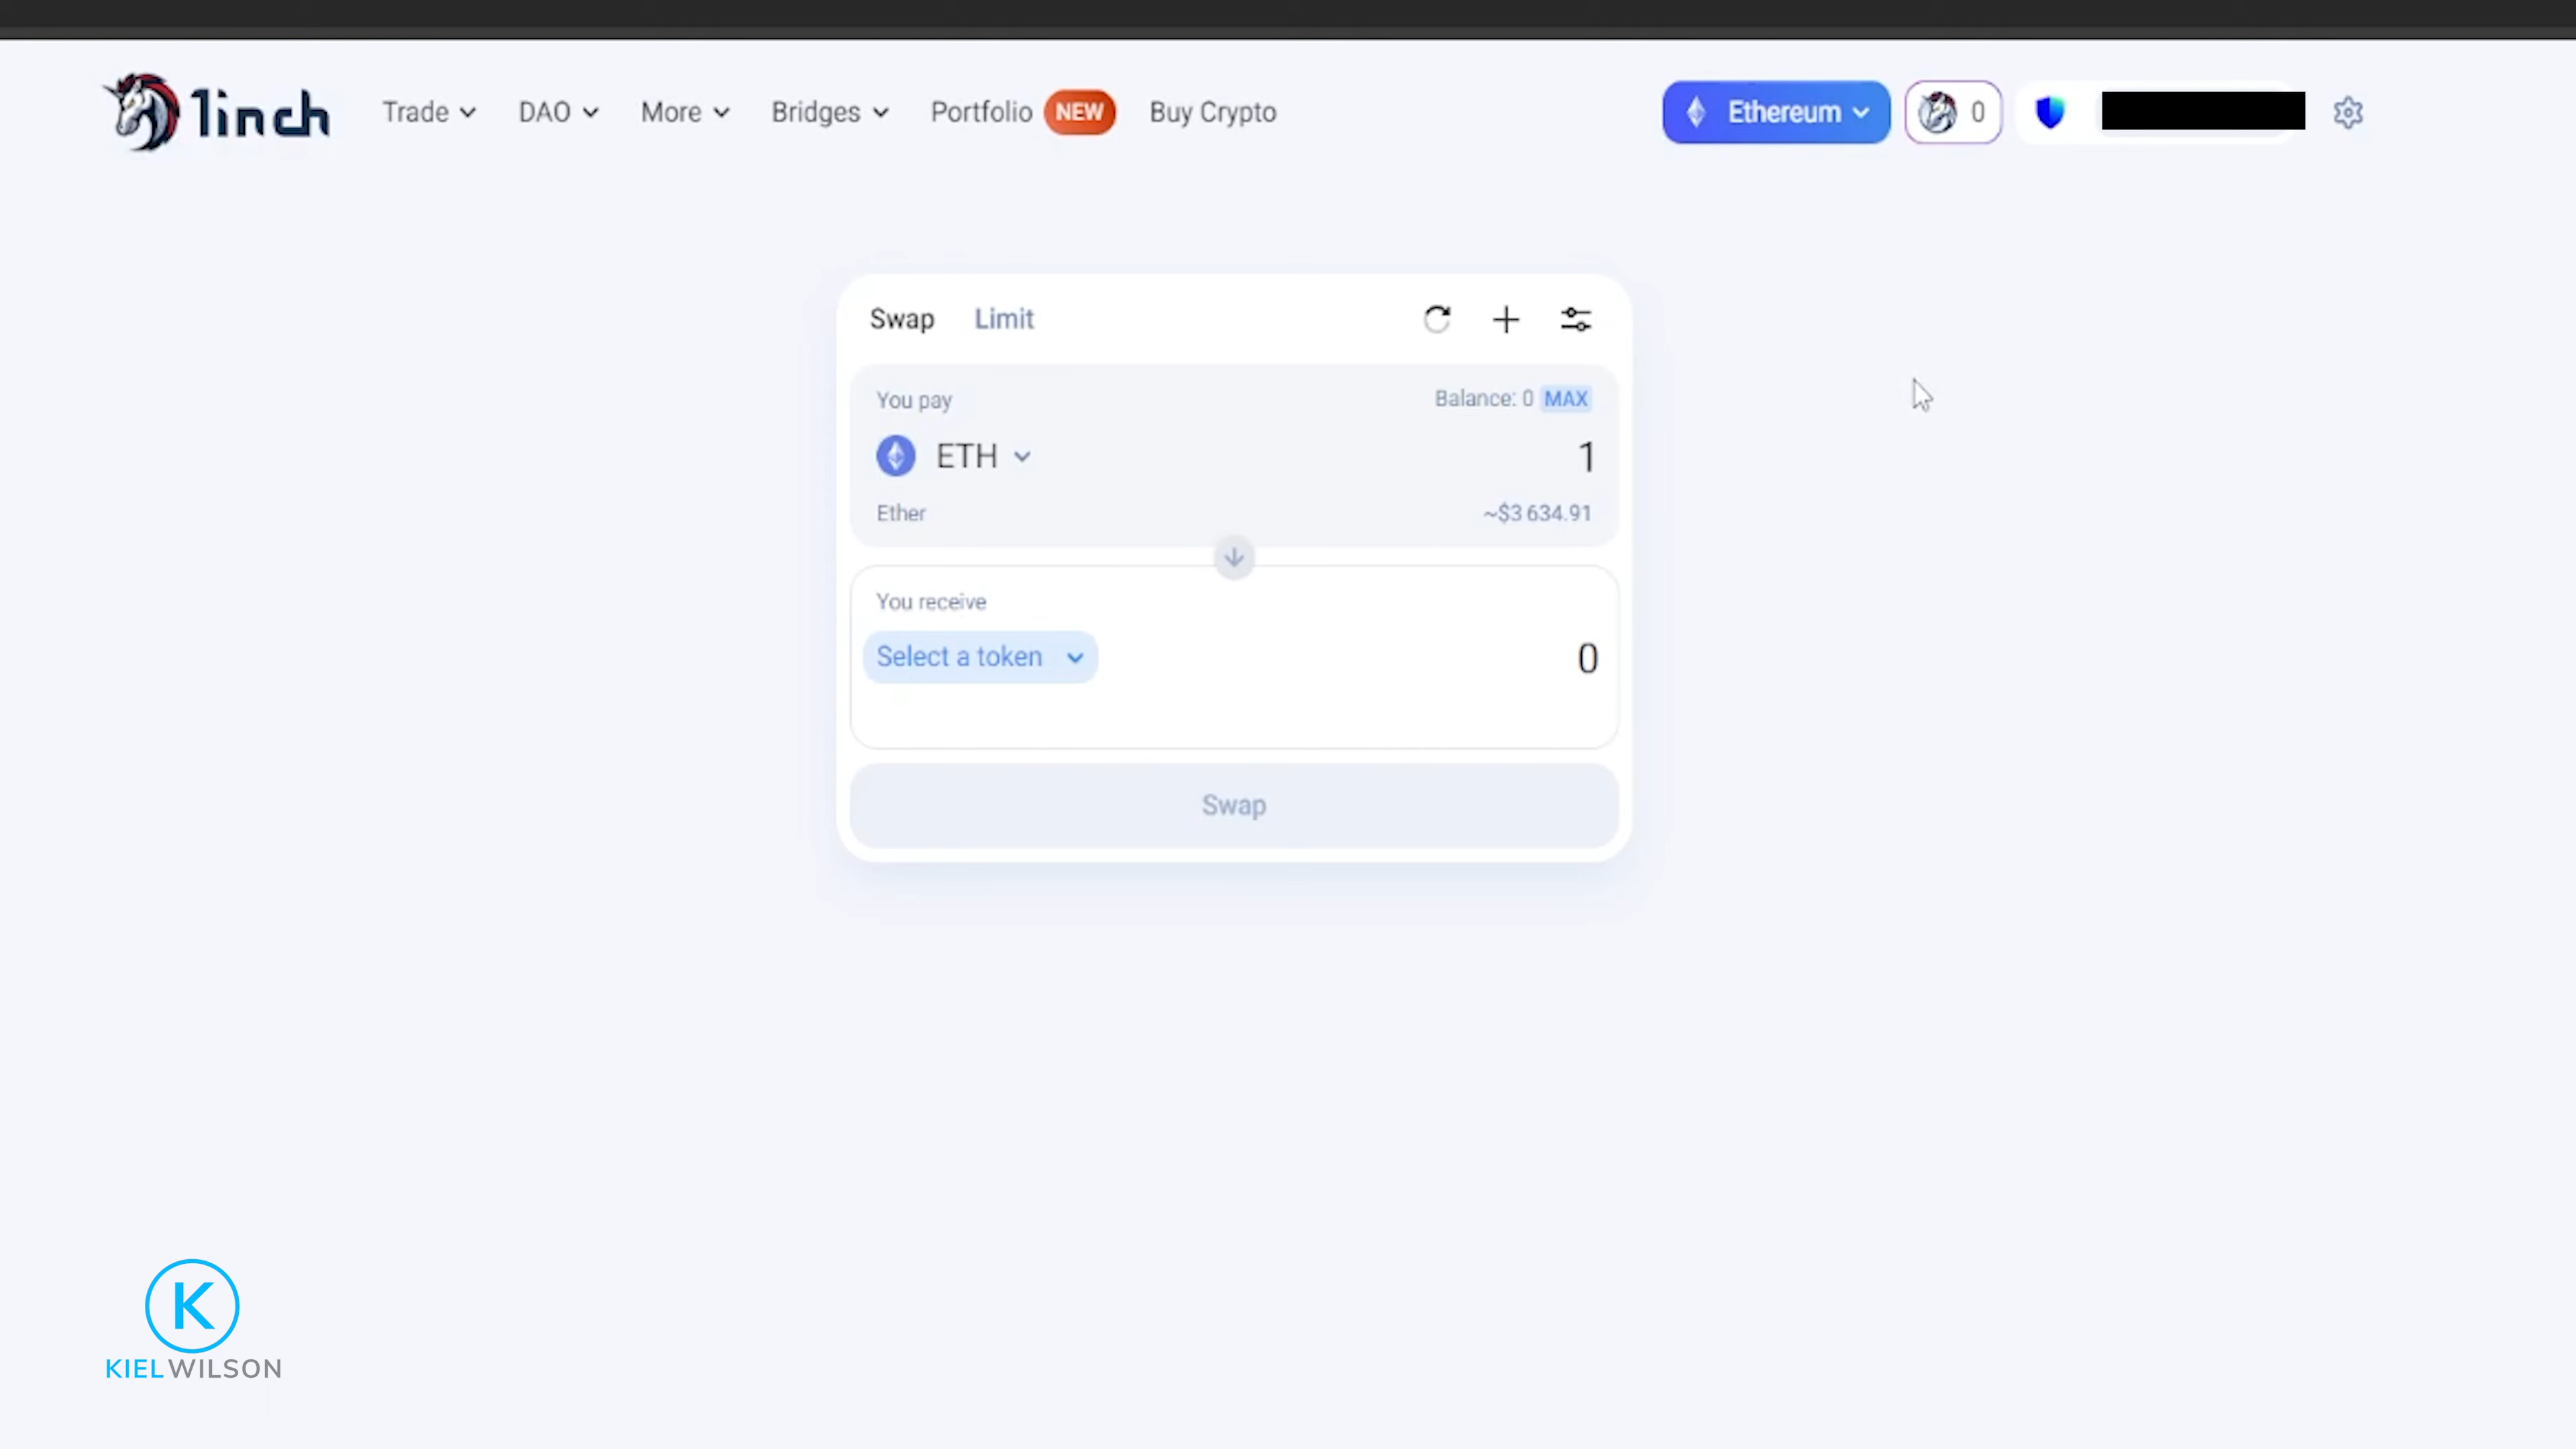 1inch Trade DAO More Bridges Portfolio NEW Buy Crypto Ethereum 0
Swap Limit
You pay Balance: 0 MAX
ETH 1
Ether ~$3 634.91
You receive
Select a token 0
Swap
K
KIEL WILSON